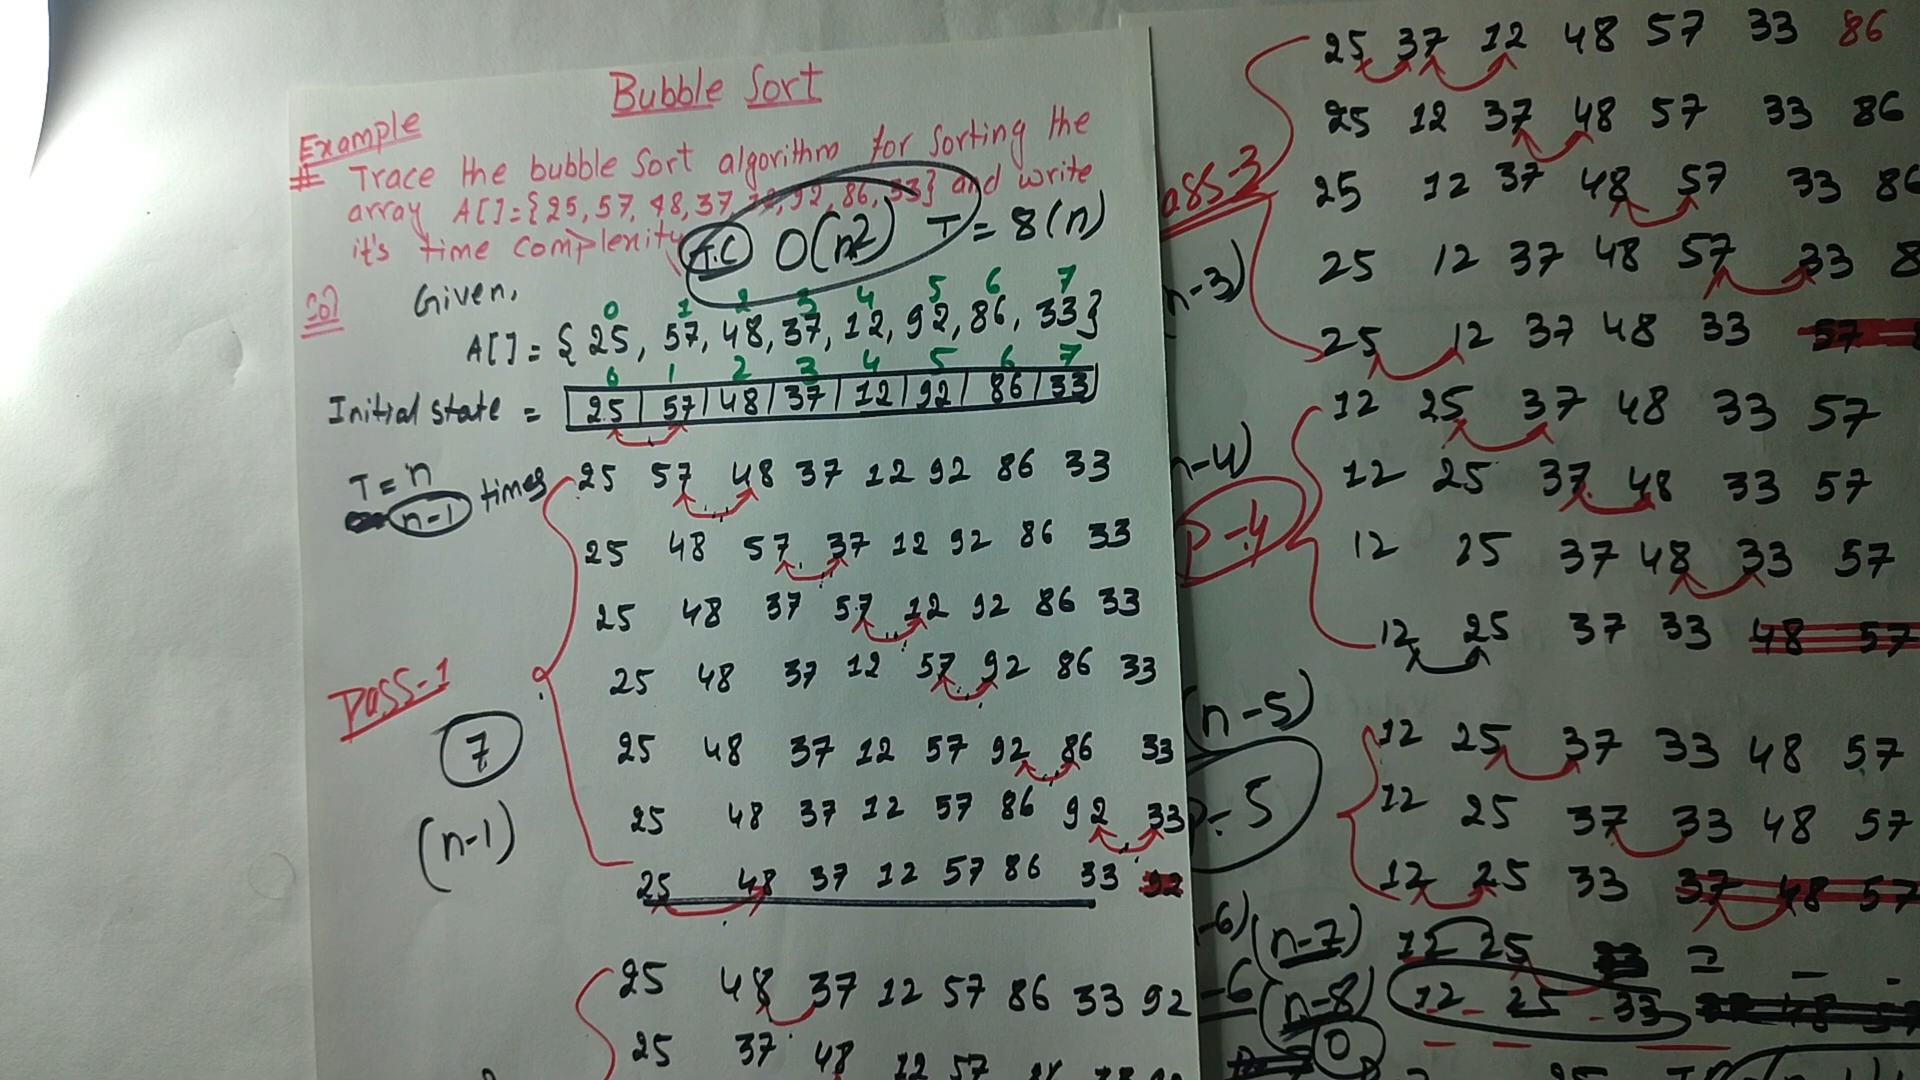 Bubble Sort
Example
# Trace the bubble sort algorithm for sorting the
array A[]={25,57,48,37,12,92,86,33} and write
it's time complexity
T.C O(n2) T=8(n)
Sol Given,
0 1 2 3 4 5 6 7
A[]={25,57,48,37,12,92,86,33}
0 1 2 3 4 5 6 7
Initial state = 25 57 48 37 12 92 86 33
T=n
n-1 times
25 57 48 37 12 92 86 33
25 48 57 37 12 92 86 33
25 48 37 57 12 92 86 33
25 48 37 12 57 92 86 33
Pass-1
25 48 37 12 57 92 86 33
7
25 48 37 12 57 86 92 33
(n-1)
25 48 37 12 57 86 33 92
25 48 37 12 57 86 33 92
25 37 48 12 57
25 37 12 48 57 33 86
25 12 37 48 57 33 86
ass-3
25 12 37 48 57 33 86
n-3)
25 12 37 48 57 33 8
25 12 37 48 33 57 8
12 25 37 48 33 57
n-4)
12 25 37 48 33 57
P-4
12 25 37 48 33 57
12 25 37 33 48 57
(n-5)
12 25 37 33 48 57
P-5
12 25 37 33 48 57
12 25 33 37 48 57
-6) (n-7) 12 25
-6 (n-8) 12 25 33 48 57
0